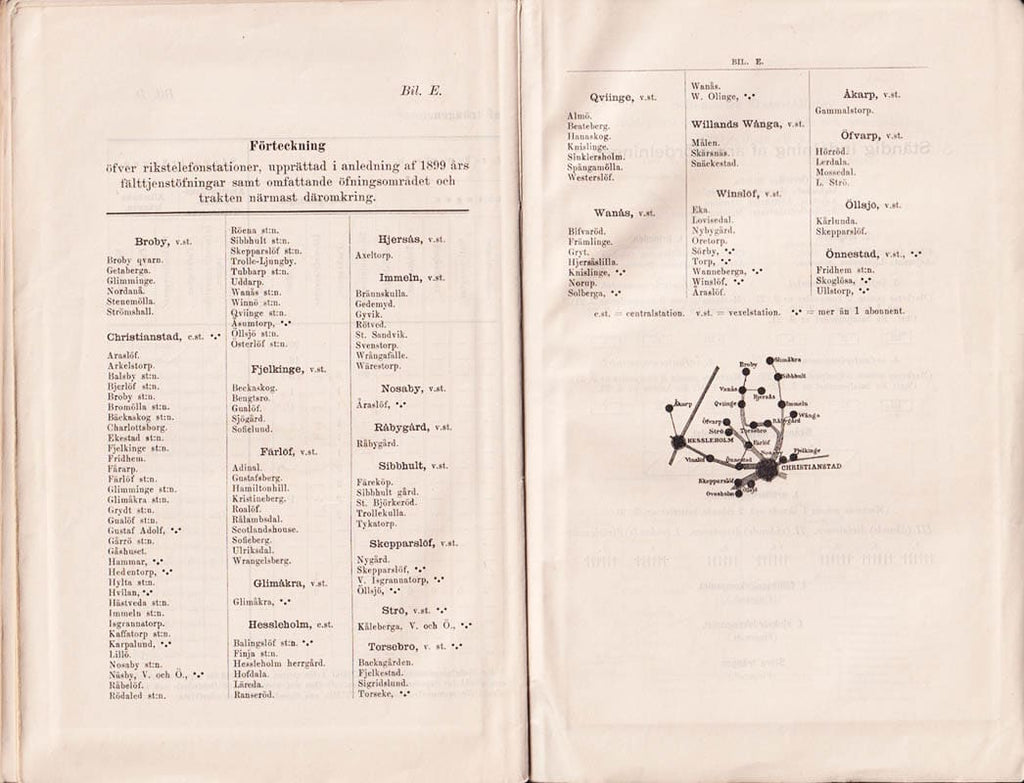 Bil. E.
Förteckning
öfver rikstelefonstationer, upprättad i anledning af 1899 års
fälttjenstöfningar samt omfattande öfningsområdet och
trakten närmast däromkring.
Broby, v.st.
Broby qvarn.
Getaberga.
Glimminge.
Nordanå.
Stenemölla.
Strömshall.
Christianstad, c.st. •.•
Araslöf.
Arkelstorp.
Balsby st:n.
Bjerlöf st:n.
Broby st:n.
Bromölla st:n.
Bäckaskog st:n.
Charlottsborg.
Ekestad st:n.
Fjelkinge st:n.
Fridhem.
Färarp.
Färlöf st:n.
Glimminge st:n.
Glimåkra st:n.
Grydt st:n.
Gualöf st:n.
Gustaf Adolf, •.•
Gärrö st:n.
Gåshuset.
Hammar, •.•
Hedentorp, •.•
Hylta st:n.
Hvilan, •.•
Hästveda st:n.
Immeln st:n.
Isgrannatorp.
Kaffatorp st:n.
Karpalund, •.•
Lillö.
Nosaby st:n.
Näsby, V. och Ö., •.•
Råbelöf.
Rödaled st:n.
Röena st:n.
Sibbhult st:n.
Skepparslöf st:n.
Trolle-Ljungby.
Tubbarp st:n.
Uddarp.
Wanås st:n.
Winnö st:n.
Qviinge st:n.
Åsumtorp, •.•
Öllsjö st:n.
Österlöf st:n.
Fjelkinge, v.st.
Beckaskog.
Bengtsro.
Gualöf.
Sjögård.
Sofielund.
Färlöf, v.st.
Adinal.
Gustafsberg.
Hamiltonhill.
Kristineberg.
Roalöf.
Rålambsdal.
Scotlandshouse.
Sofieberg.
Ulriksdal.
Wrangelsberg.
Glimåkra, v.st.
Glimåkra, •.•
Hessleholm, c.st.
Balingslöf st:n. •.•
Finja st:n.
Hessleholm herrgård.
Hofdala.
Läreda.
Ranseröd.
Hjersås, v.st.
Axeltorp.
Immeln, v.st.
Brännskulla.
Gedemyd.
Gyvik.
Rötved.
St. Sandvik.
Svenstorp.
Wrångafälle.
Wärestorp.
Nosaby, v.st.
Araslöf, •.•
Råbygård, v.st.
Råbygård.
Sibbhult, v.st.
Färeköp.
Sibbhult gård.
St. Björkeröd.
Trollekulla.
Tykatorp.
Skepparslöf, v.st.
Nygård.
Skepparslöf, •.•
V. Isgrannatorp, •.•
Öllsjö, •.•
Strö, v.st. •.•
Kåleberga, V. och Ö., •.•
Torsebro, v. st. •.•
Backagården.
Fjelkestad.
Sigridslund.
Torseke, •.•
BIL. E.
Qviinge, v.st.
Almö.
Beateberg.
Hanaskog.
Knislinge.
Sinklersholm.
Spångamölla.
Westerslöf.
Wanås, v.st.
Bifvaröd.
Främlinge.
Gryt.
Hjersåslilla.
Knislinge, •.•
Norup.
Solberga, •.•
Wanås.
W. Olinge, •.•
Willands Wånga, v.st.
Målen.
Skärsnäs.
Snäckestad.
Winslöf, v.st.
Eka.
Lovisedal.
Nybygård.
Oretorp.
Sörby, •.•
Torp, •.•
Wanneberga, •.•
Winslöf, •.•
Araslöf.
Åkarp, v.st.
Gammalstorp.
Öfvarp, v.st.
Hörröd.
Lerdala.
Mossedal.
L. Strö.
Öllsjö, v.st.
Kärlunda.
Skepparslöf.
Önnestad, v.st., •.•
Fridhem st:n.
Skoglösa, •.•
Ullstorp, •.•
c.st. = centralstation. v.st. = vexelstation. •.• = mer än 1 abonnent.
Glimåkra
Broby
Sibbhult
Wanås
Hjersås
Åkarp
Qviinge
Immeln
Wånga
Öfvarp
Råbygård
Strö
Torsebro
HESSLEHOLM
Färlöf
Fjelkinge
Vinslöf
Önnestad
CHRISTIANSTAD
Skepparslöf
Öllsjö
Ovesholm